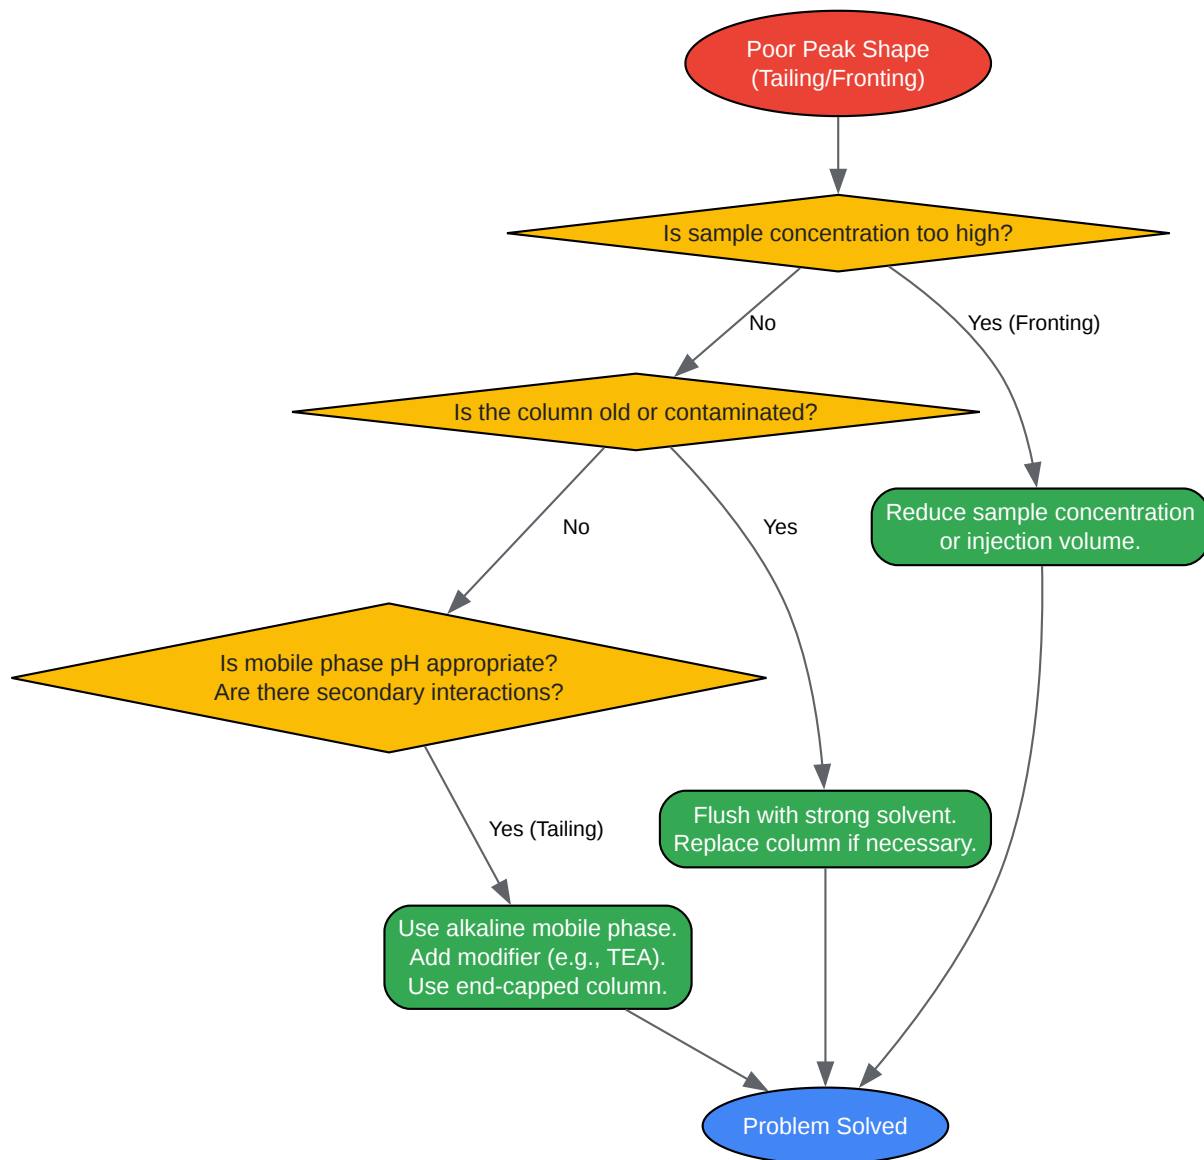 Poor Peak Shape
(Tailing/Fronting)
Is sample concentration too high?
No
Yes (Fronting)
Is the column old or contaminated?
Reduce sample concentration
or injection volume.
No
Yes
Is mobile phase pH appropriate?
Are there secondary interactions?
Yes (Tailing)
Flush with strong solvent.
Replace column if necessary.
Use alkaline mobile phase.
Add modifier (e.g., TEA).
Use end-capped column.
Problem Solved